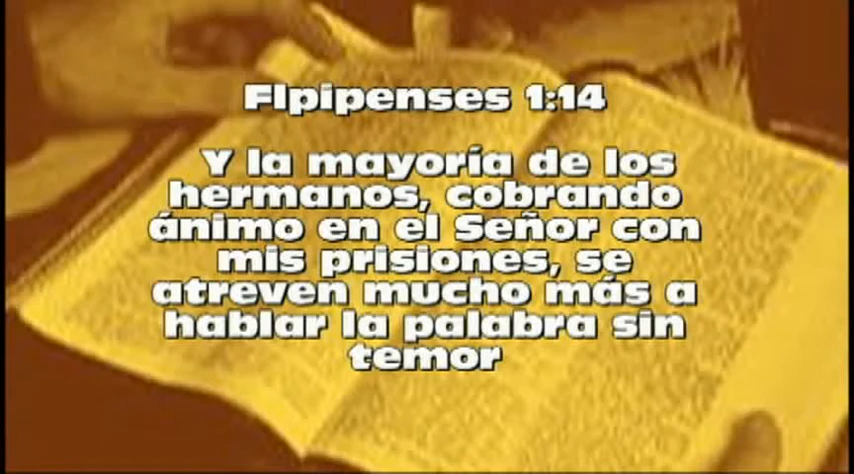 FIpipenses 1:14
Y la mayoría de los
hermanos, cobrando
ánimo en el Señor con
mis prisiones, se
atreven mucho más a
hablar la palabra sin
temor